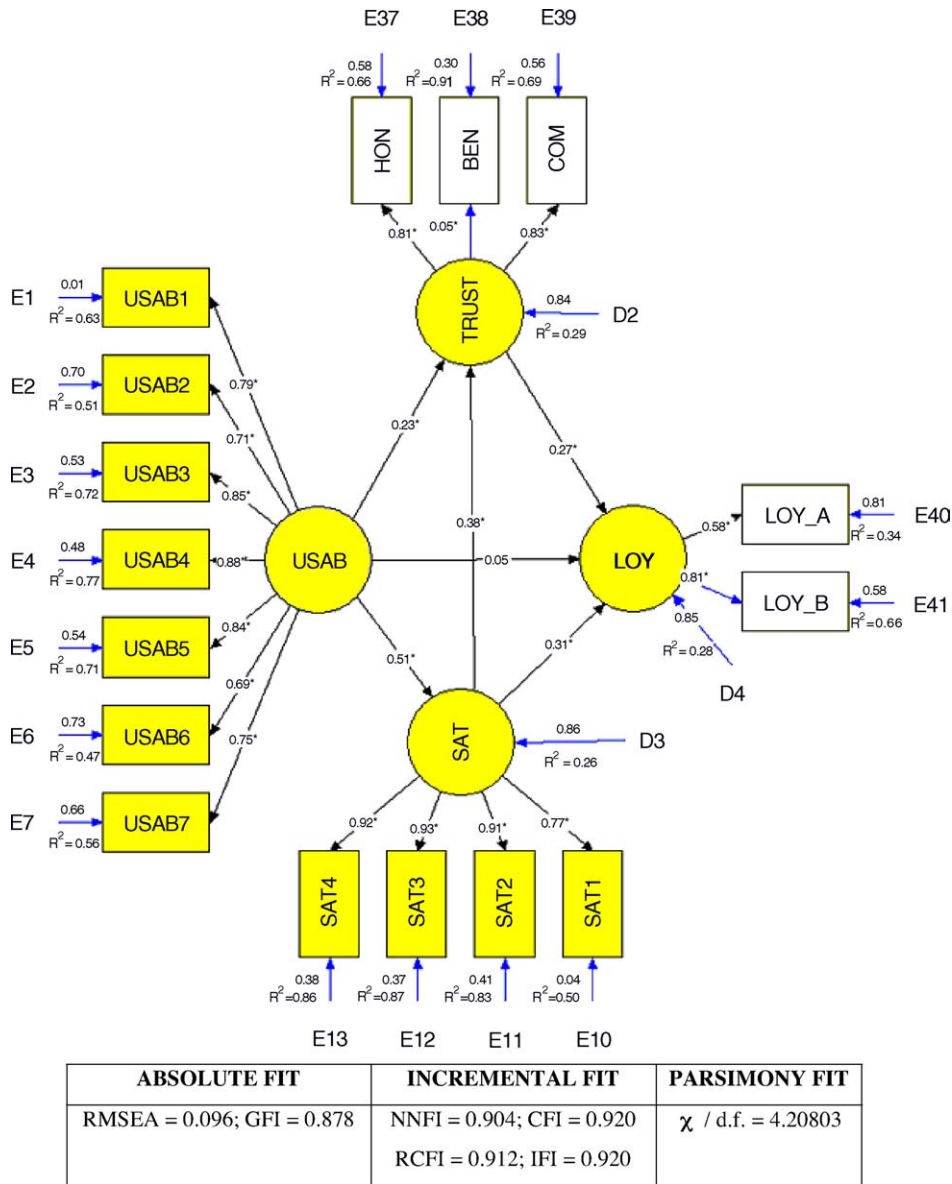 E37 E38 E39
0.58 0.30 0.56
R² = 0.66 R² = 0.91 R² = 0.69
HON BEN COM
0.81* 0.05* 0.83*
TRUST
0.84
R² = 0.29
D2
E1 0.01 USAB1
R² = 0.63
E2 0.70 USAB2
R² = 0.51
E3 0.53 USAB3
R² = 0.72
E4 0.48 USAB4
R² = 0.77
E5 0.54 USAB5
R² = 0.71
E6 0.73 USAB6
R² = 0.47
E7 0.66 USAB7
R² = 0.56
0.79*
0.71*
0.85*
0.88*
0.84*
0.69*
0.75*
USAB
0.23*
0.27*
0.38*
0.05
0.51*
0.31*
LOY
0.58*
0.81*
LOY_A 0.81 E40
R² = 0.34
LOY_B 0.58 E41
R² = 0.66
0.85
R² = 0.28
D4
SAT
0.86
R² = 0.26
D3
0.92* 0.93* 0.91* 0.77*
SAT4 SAT3 SAT2 SAT1
0.38 0.37 0.41 0.04
R² = 0.86 R² = 0.87 R² = 0.83 R² = 0.50
E13 E12 E11 E10
ABSOLUTE FIT INCREMENTAL FIT PARSIMONY FIT
RMSEA = 0.096; GFI = 0.878 NNFI = 0.904; CFI = 0.920 χ / d.f. = 4.20803
RCFI = 0.912; IFI = 0.920